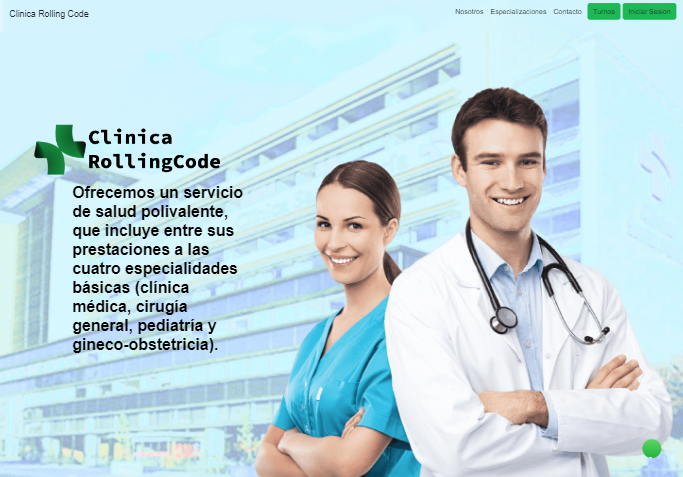 Clinica Rolling Code
Nosotros Especializaciones Contacto Turnos Iniciar Sesion
Clinica
RollingCode
Ofrecemos un servicio
de salud polivalente,
que incluye entre sus
prestaciones a las
cuatro especialidades
básicas (clínica
médica, cirugía
general, pediatría y
gineco-obstetricia).